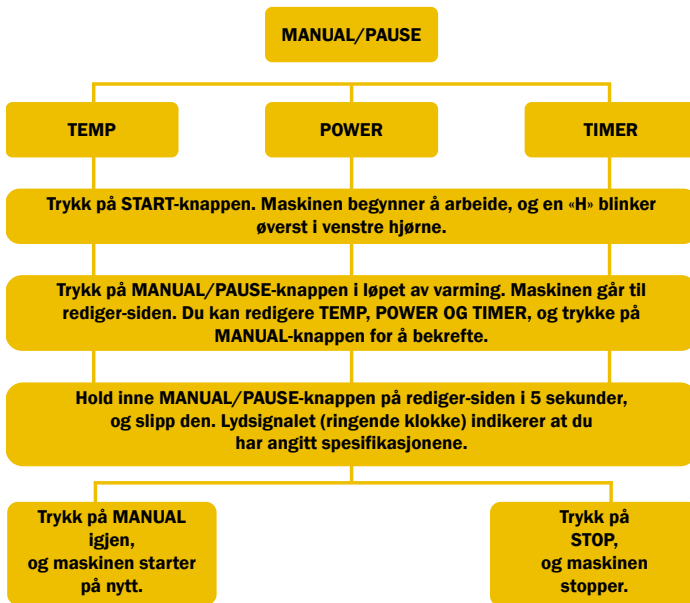 MANUAL/PAUSE
TEMP
POWER
TIMER
Trykk på START-knappen. Maskinen begynner å arbeide, og en «H» blinker
øverst i venstre hjørne.
Trykk på MANUAL/PAUSE-knappen i løpet av varming. Maskinen går til
rediger-siden. Du kan redigere TEMP, POWER OG TIMER, og trykke på
MANUAL-knappen for å bekrefte.
Hold inne MANUAL/PAUSE-knappen på rediger-siden i 5 sekunder,
og slipp den. Lydsignalet (ringende klokke) indikerer at du
har angitt spesifikasjonene.
Trykk på MANUAL
igjen,
og maskinen starter
på nytt.
Trykk på
STOP,
og maskinen
stopper.